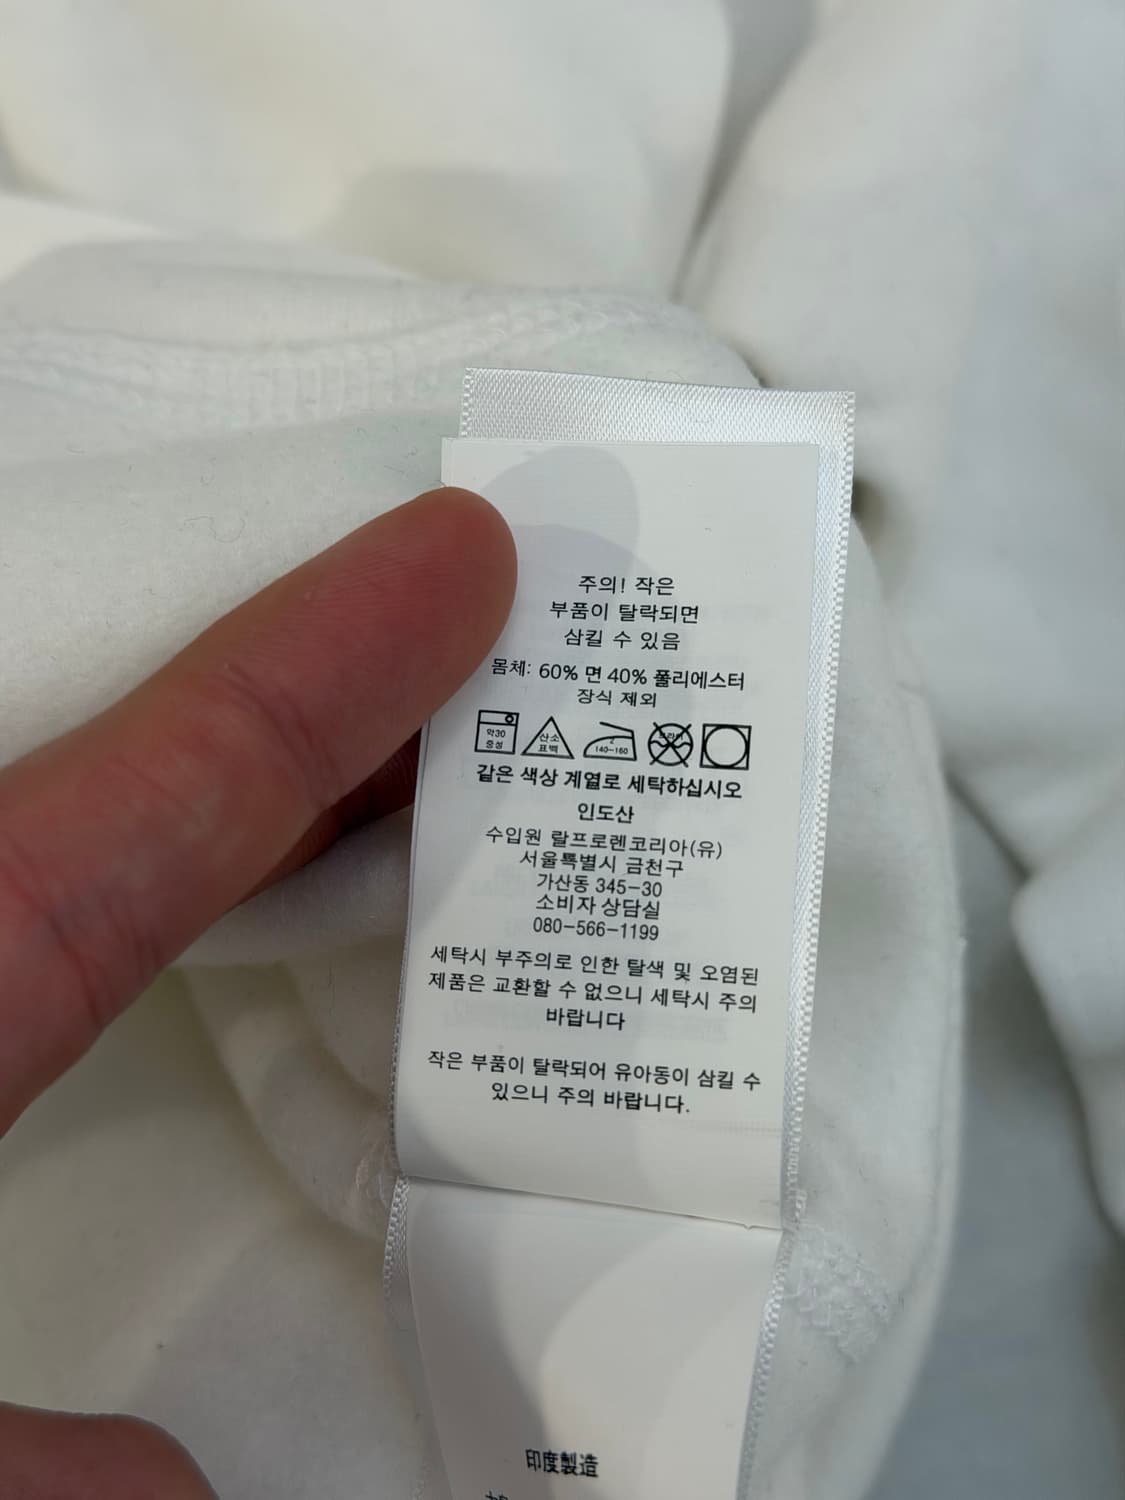 주의! 작은
부품이 탈락되면
삼킬 수 있음
몸체: 60% 면 40% 폴리에스터
장식 제외
약30
중성
산소
표백
2
140-160
드라이
같은 색상 계열로 세탁하십시오
인도산
수입원 랄프로렌코리아(유)
서울특별시 금천구
가산동 345-30
소비자 상담실
080-566-1199
세탁시 부주의로 인한 탈색 및 오염된
제품은 교환할 수 없으니 세탁시 주의
바랍니다
작은 부품이 탈락되어 유아동이 삼킬 수
있으니 주의 바랍니다.
印度製造